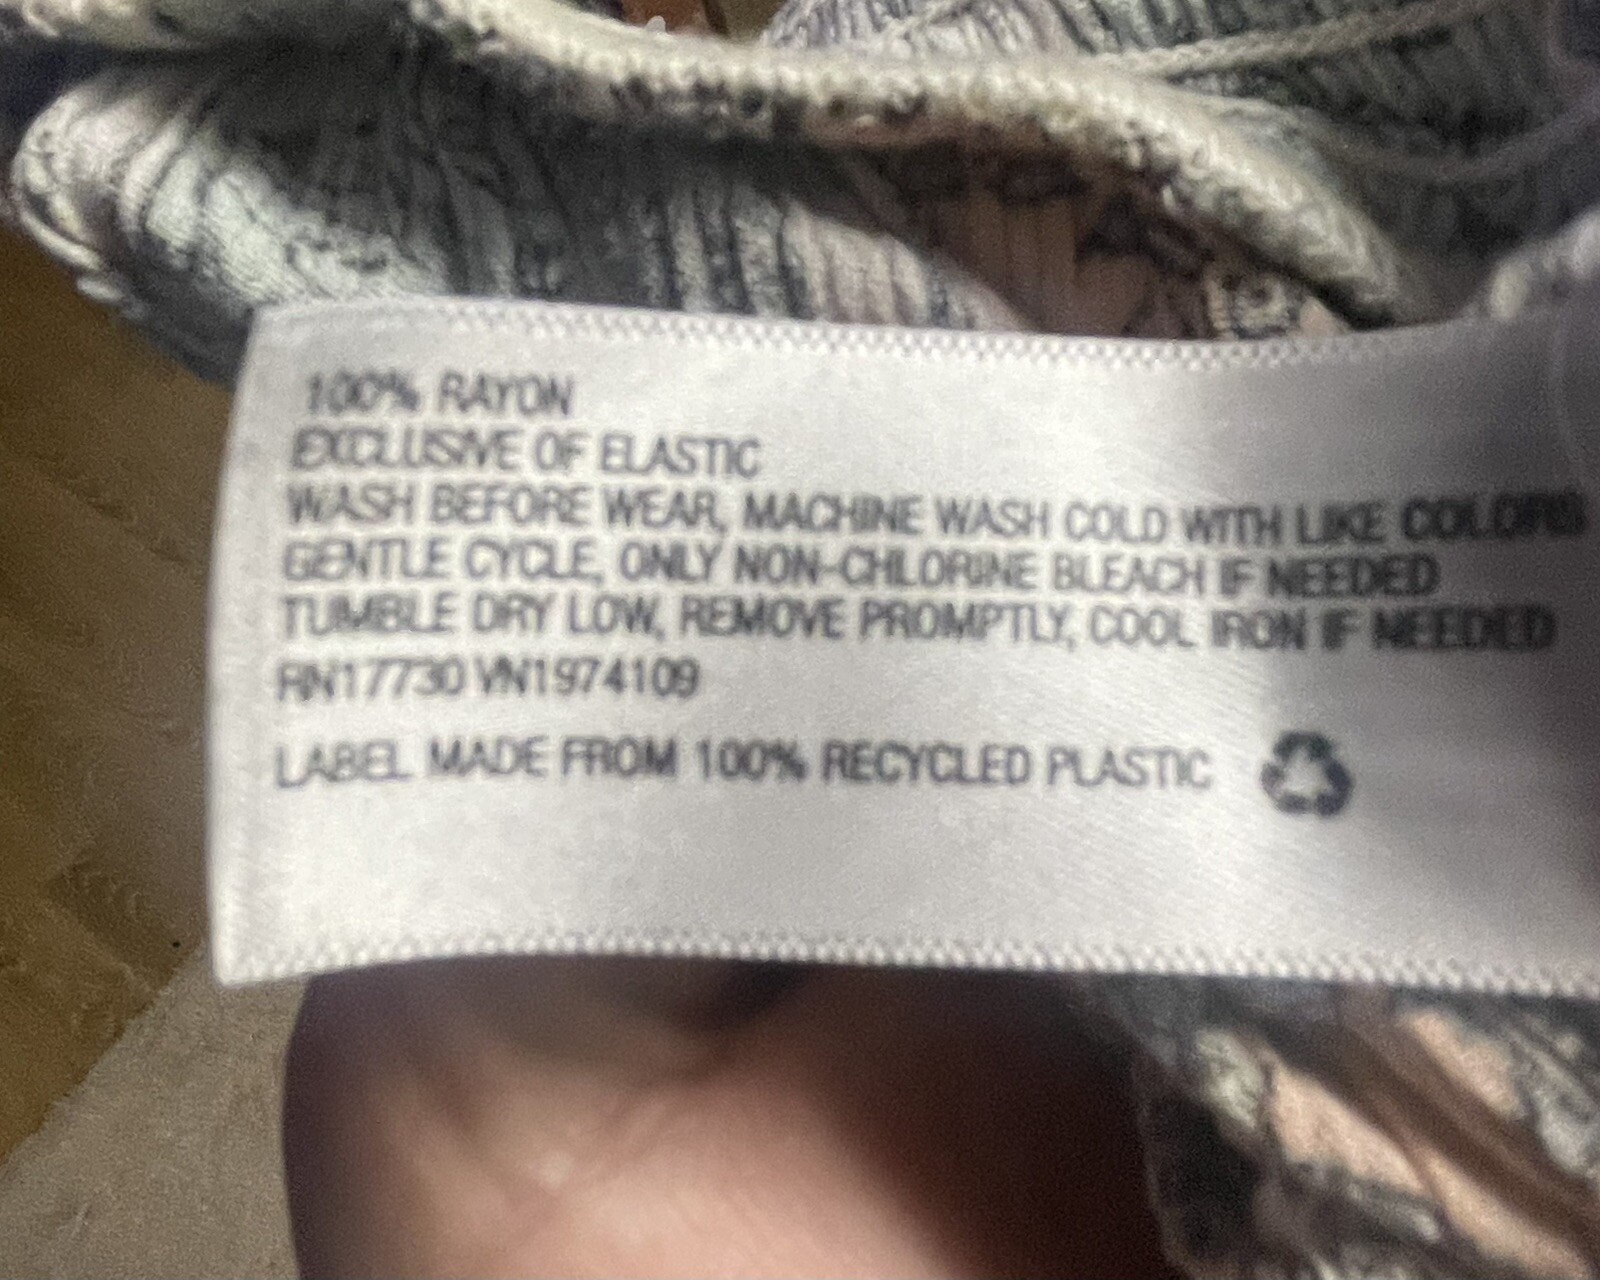 100% RAYON
EXCLUSIVE OF ELASTIC
WASH BEFORE WEAR, MACHINE WASH COLD WITH LIKE COLORS
GENTLE CYCLE, ONLY NON-CHLORINE BLEACH IF NEEDED
TUMBLE DRY LOW, REMOVE PROMPTLY, COOL IRON IF NEEDED
RN17730 VN1974109
LABEL MADE FROM 100% RECYCLED PLASTIC